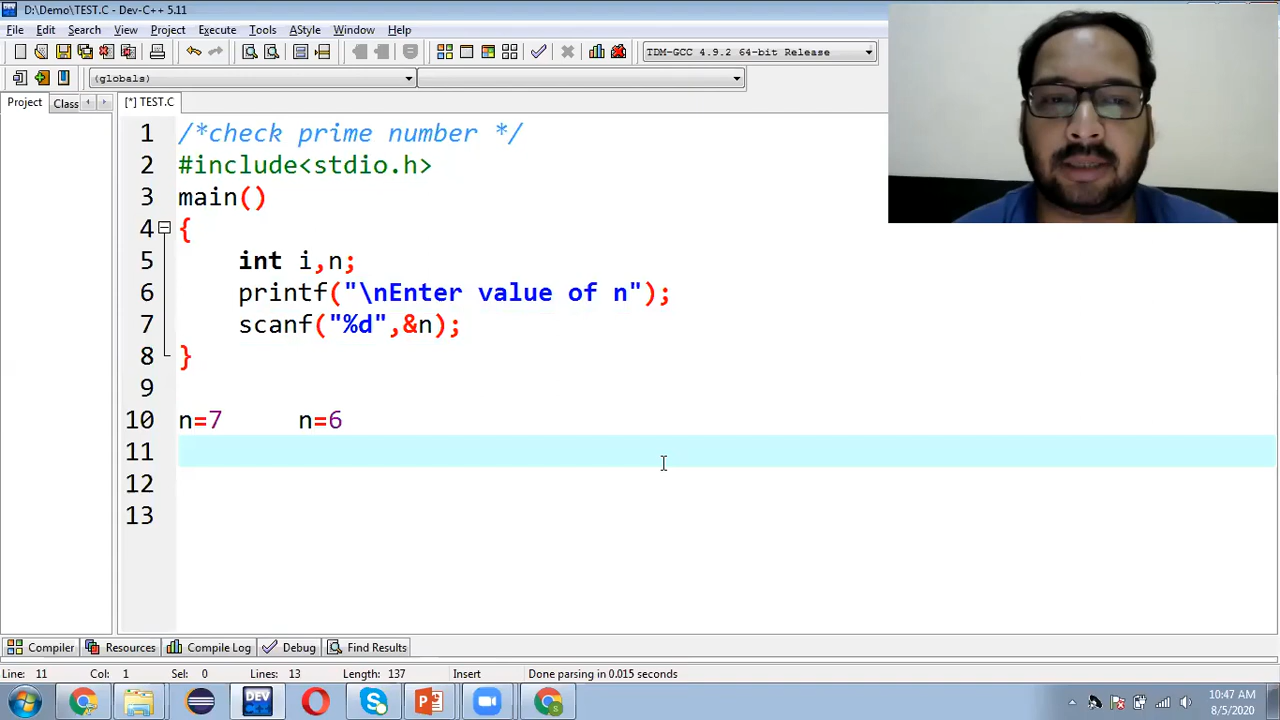 D:\Demo\TEST.C - Dev-C++ 5.11
File Edit Search View Project Execute Tools AStyle Window Help
TDM-GCC 4.9.2 64-bit Release
(globals)
Project Class [*] TEST.C
1 /*check prime number */
2 #include<stdio.h>
3 main()
4 {
5 int i,n;
6 printf("\nEnter value of n");
7 scanf("%d",&n);
8 }
9
10 n=7 n=6
11
12
13
Compiler Resources Compile Log Debug Find Results
Line: 11 Col: 1 Sel: 0 Lines: 13 Length: 137 Insert Done parsing in 0.015 seconds
DEV C++ S P S 10:47 AM
8/5/2020